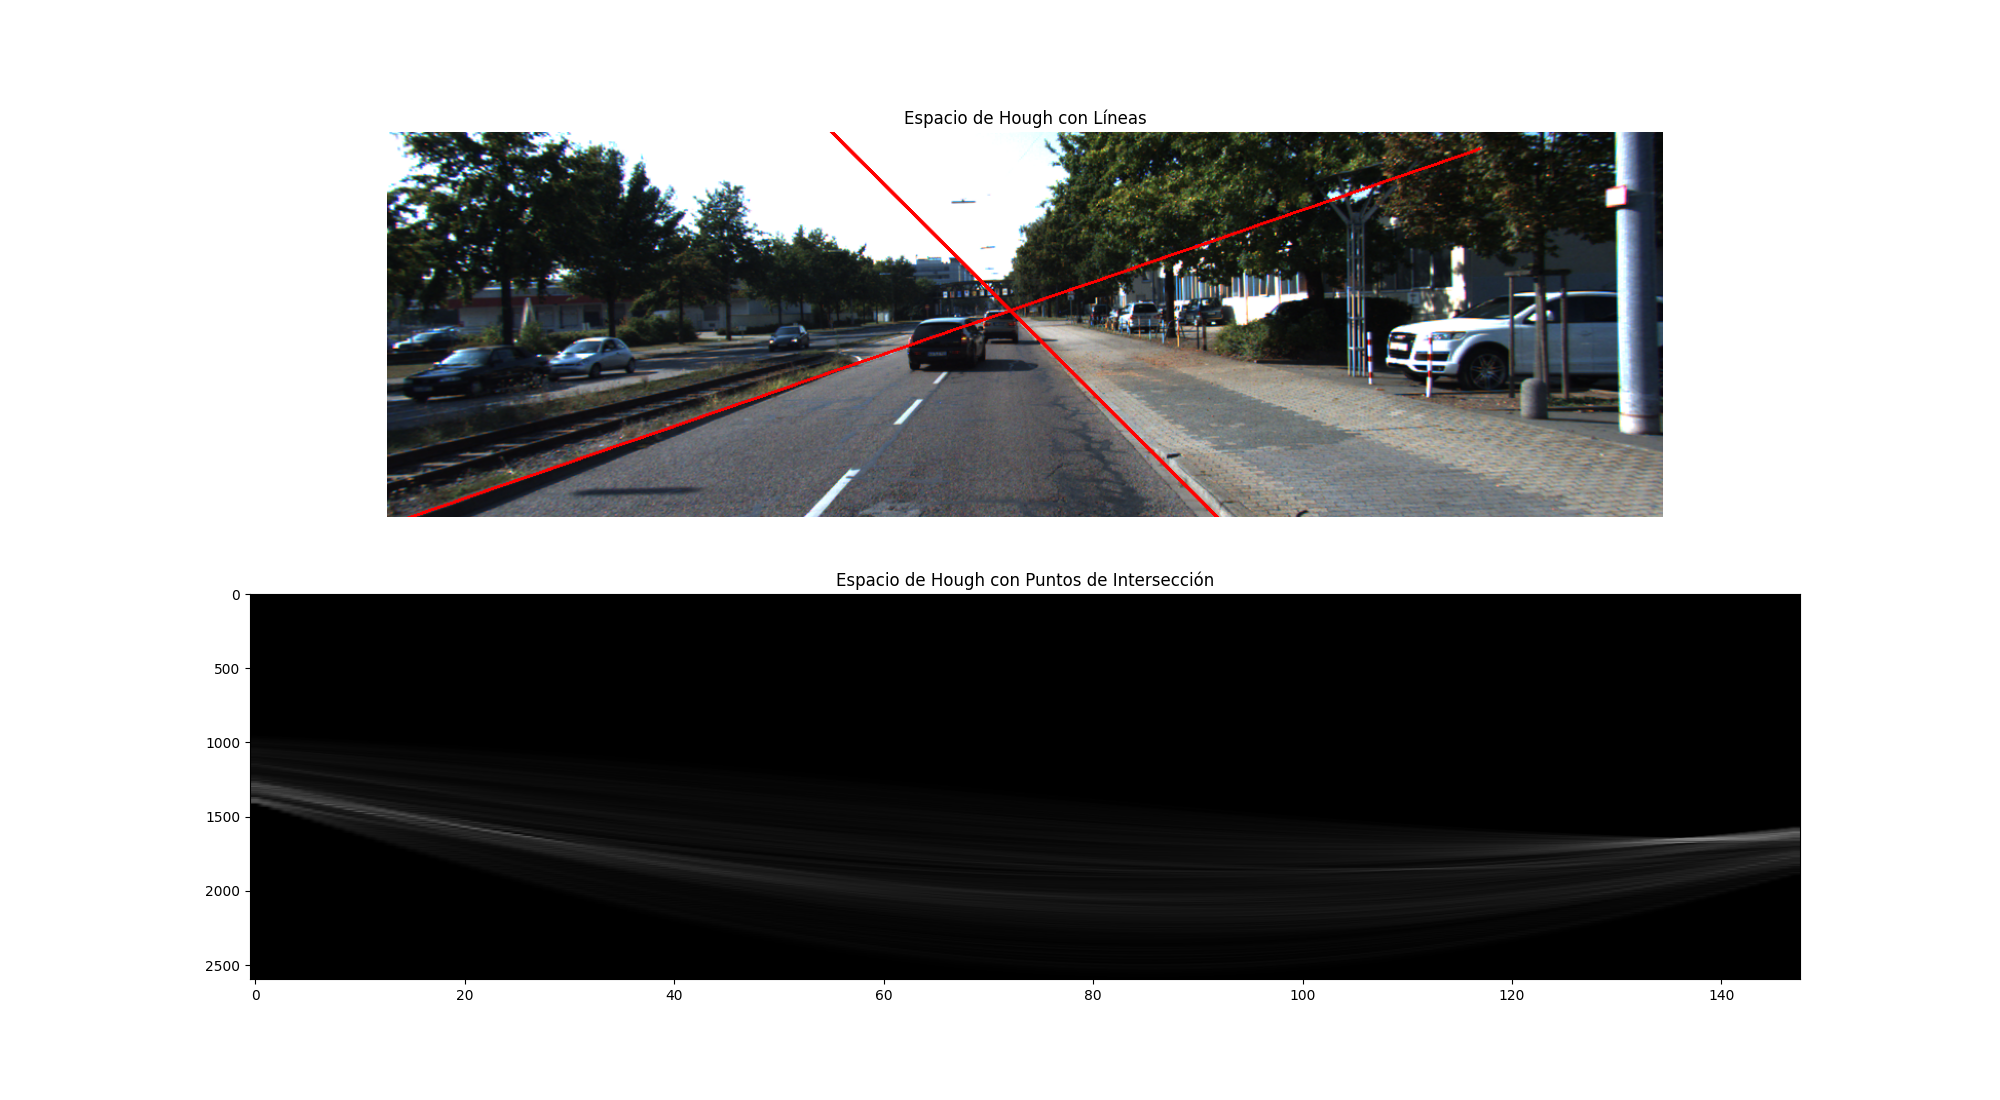 Espacio de Hough con Líneas
Espacio de Hough con Puntos de Intersección
0
500
1000
1500
2000
2500
0 20 40 60 80 100 120 140